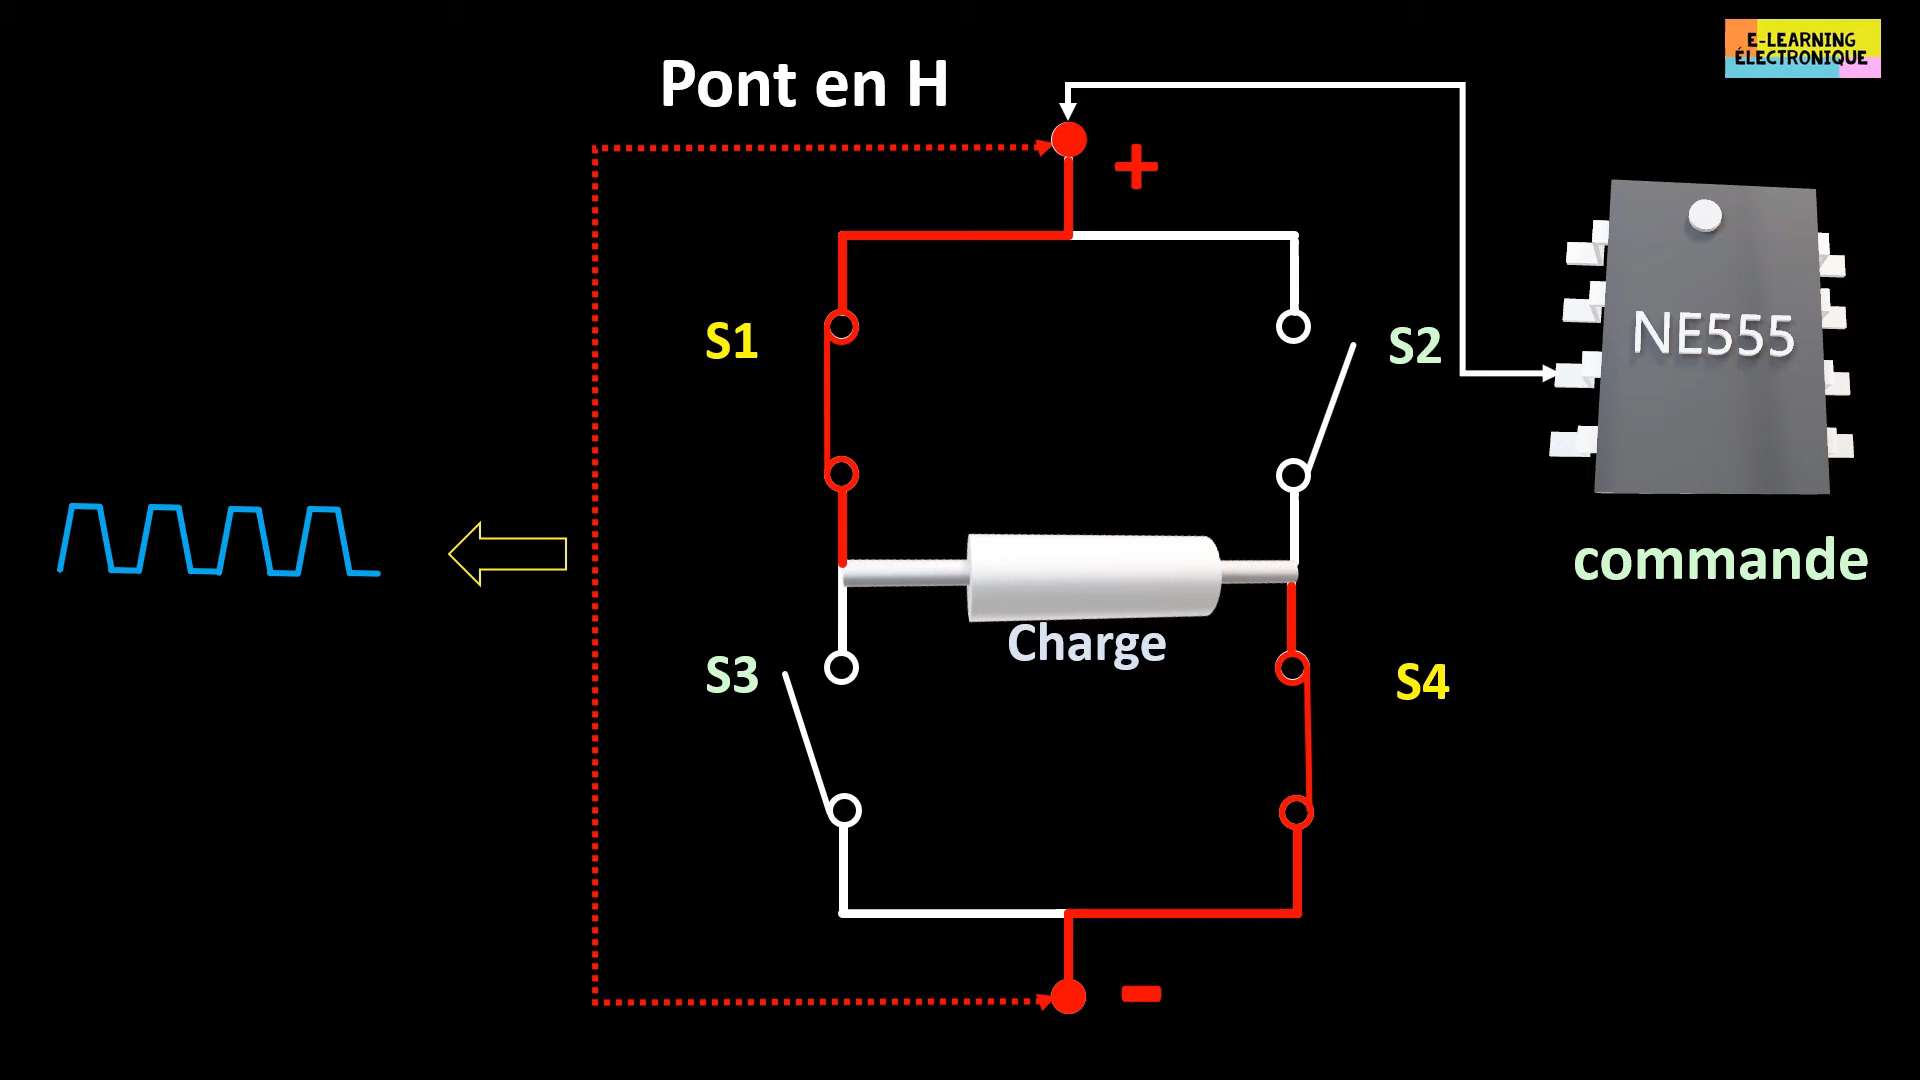 E-LEARNING
ÉLECTRONIQUE
Pont en H
+
S1
S2
NE555
commande
Charge
S3
S4
-